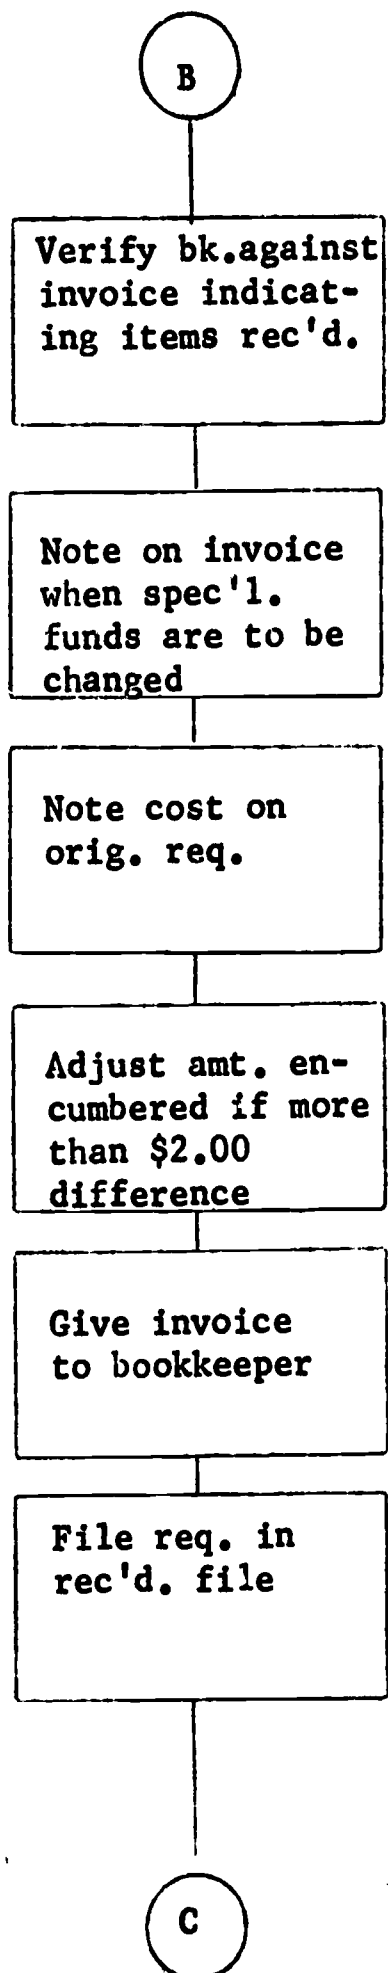 B
Verify bk.against
invoice indicat-
ing items rec'd.
Note on invoice
when spec'l.
funds are to be
changed
Note cost on
orig. req.
Adjust amt. en-
cumbered if more
than $2.00
difference
Give invoice
to bookkeeper
File req. in
rec'd. file
C